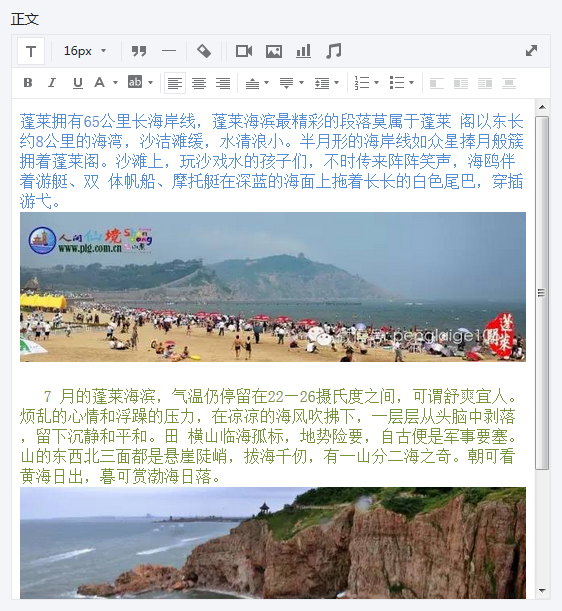 正文
T 16px
B I U A ab
蓬莱拥有65公里长海岸线，蓬莱海滨最精彩的段落莫属于蓬莱 阁以东长
约8公里的海湾，沙洁滩缓，水清浪小。半月形的海岸线如众星捧月般簇
拥着蓬莱阁。沙滩上，玩沙戏水的孩子们，不时传来阵阵笑声，海鸥伴
着游艇、双 体帆船、摩托艇在深蓝的海面上拖着长长的白色尾巴，穿插
游弋。
人间仙境
www.plg.com.cn
蓬莱阁
penglaige100
7 月的蓬莱海滨，气温仍停留在22—26摄氏度之间，可谓舒爽宜人。
烦乱的心情和浮躁的压力，在凉凉的海风吹拂下，一层层从头脑中剥落
，留下沉静和平和。田 横山临海孤标，地势险要，自古便是军事要塞。
山的东西北三面都是悬崖陡峭，拔海千仞，有一山分二海之奇。朝可看
黄海日出，暮可赏渤海日落。